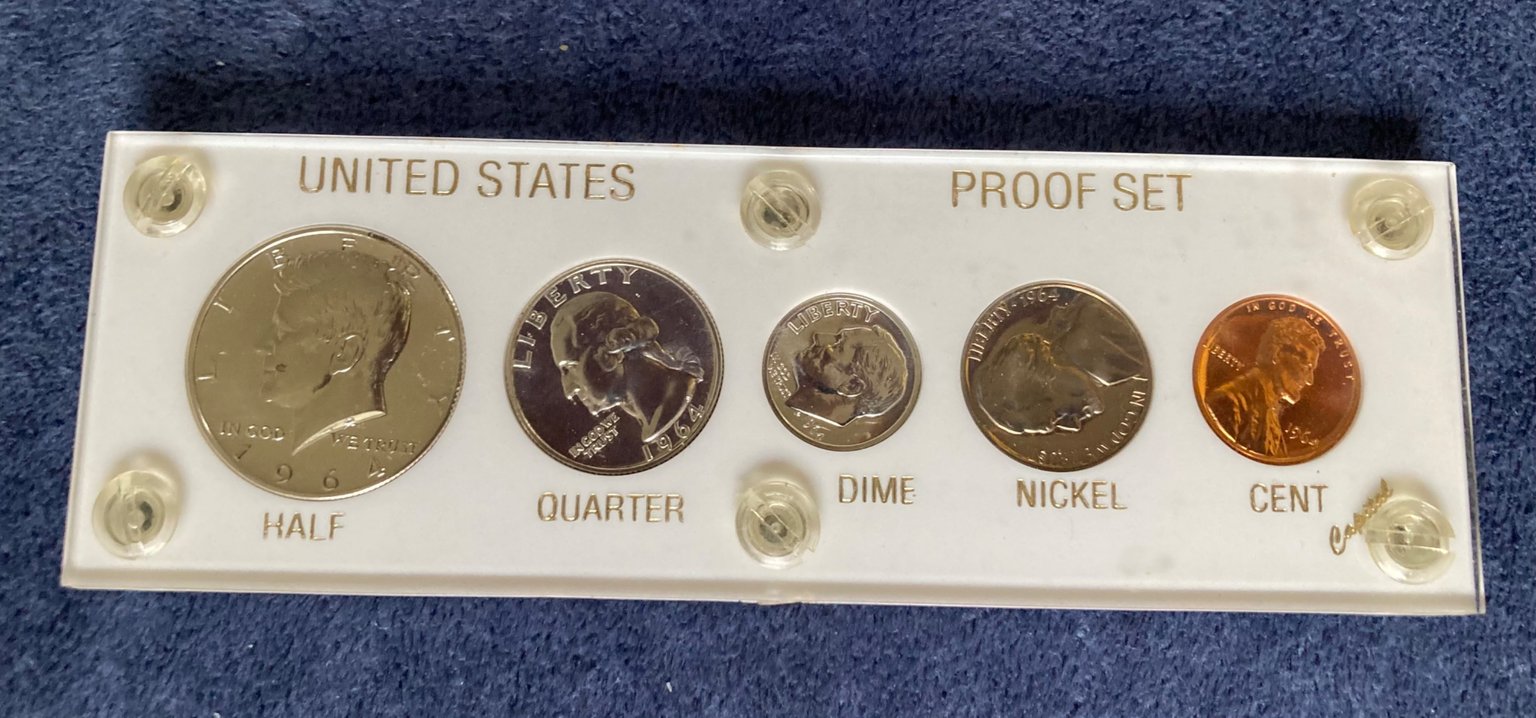 UNITED STATES
PROOF SET
LIBERTY
IN GOD WE TRUST
1964
LIBERTY
IN GOD WE TRUST
1964
LIBERTY
LIBERTY · 1964
IN GOD WE TRUST
LIBERTY
1964
HALF
QUARTER
DIME
NICKEL
CENT
Capital